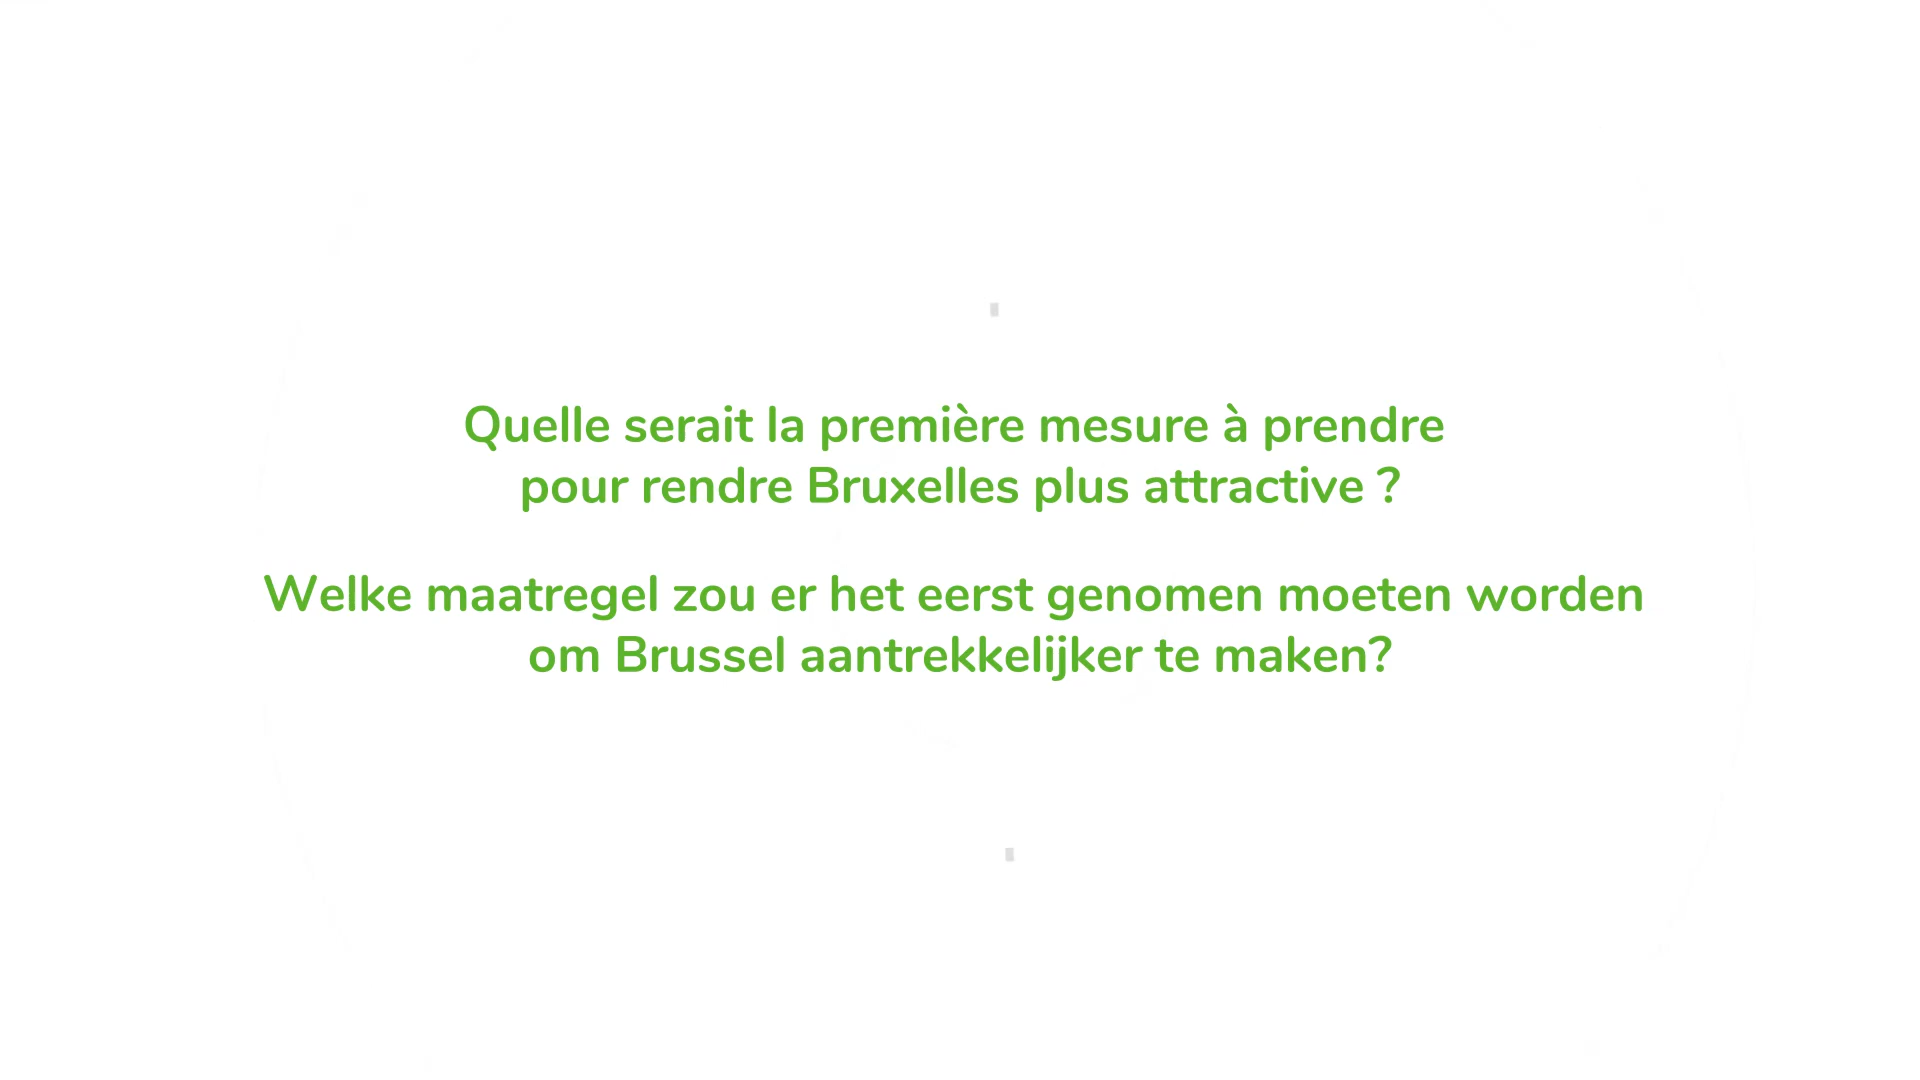 Quelle serait la première mesure à prendre
pour rendre Bruxelles plus attractive ?
Welke maatregel zou er het eerst genomen moeten worden
om Brussel aantrekkelijker te maken?